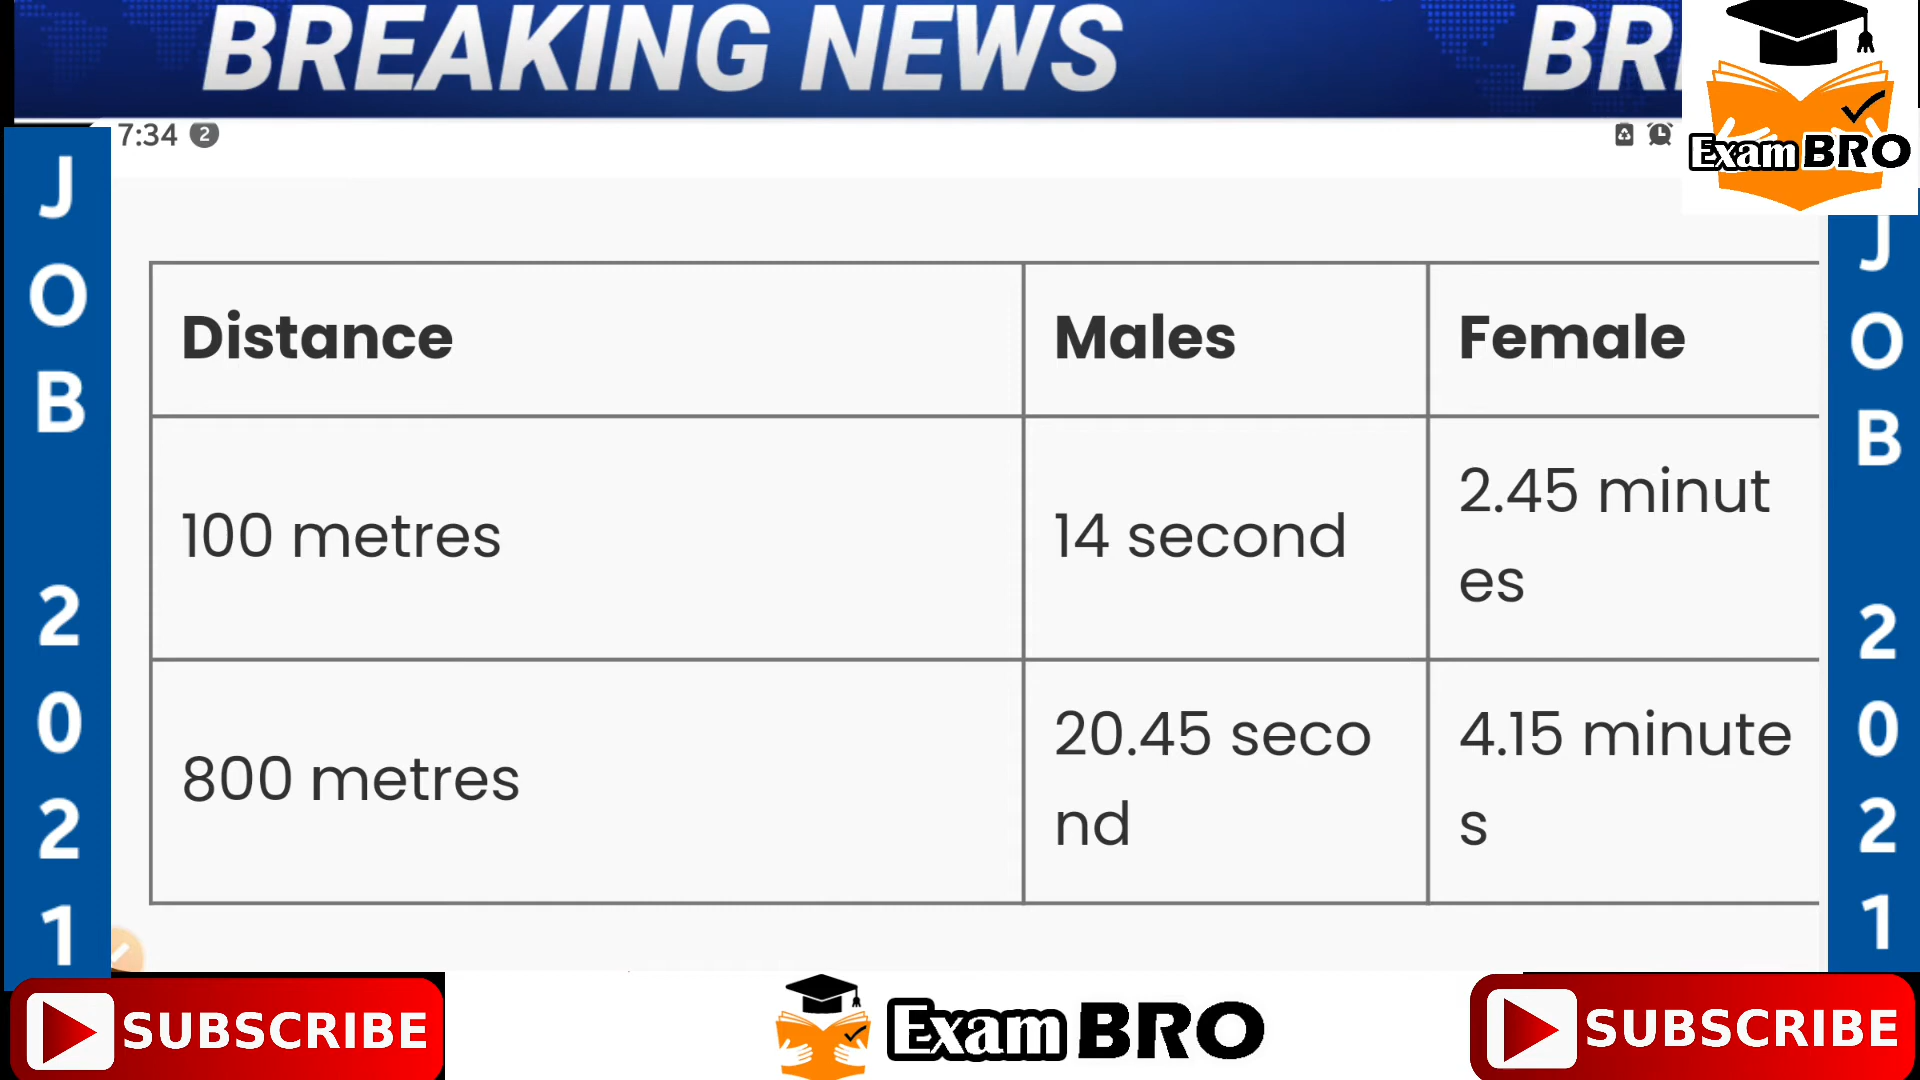 BREAKING NEWS
BR
7:34 2
Exam BRO
JOB 2021
JOB 2021
Distance Males Female
100 metres 14 second 2.45 minut
es
800 metres 20.45 seco 4.15 minute
nd s
SUBSCRIBE
Exam BRO
SUBSCRIBE